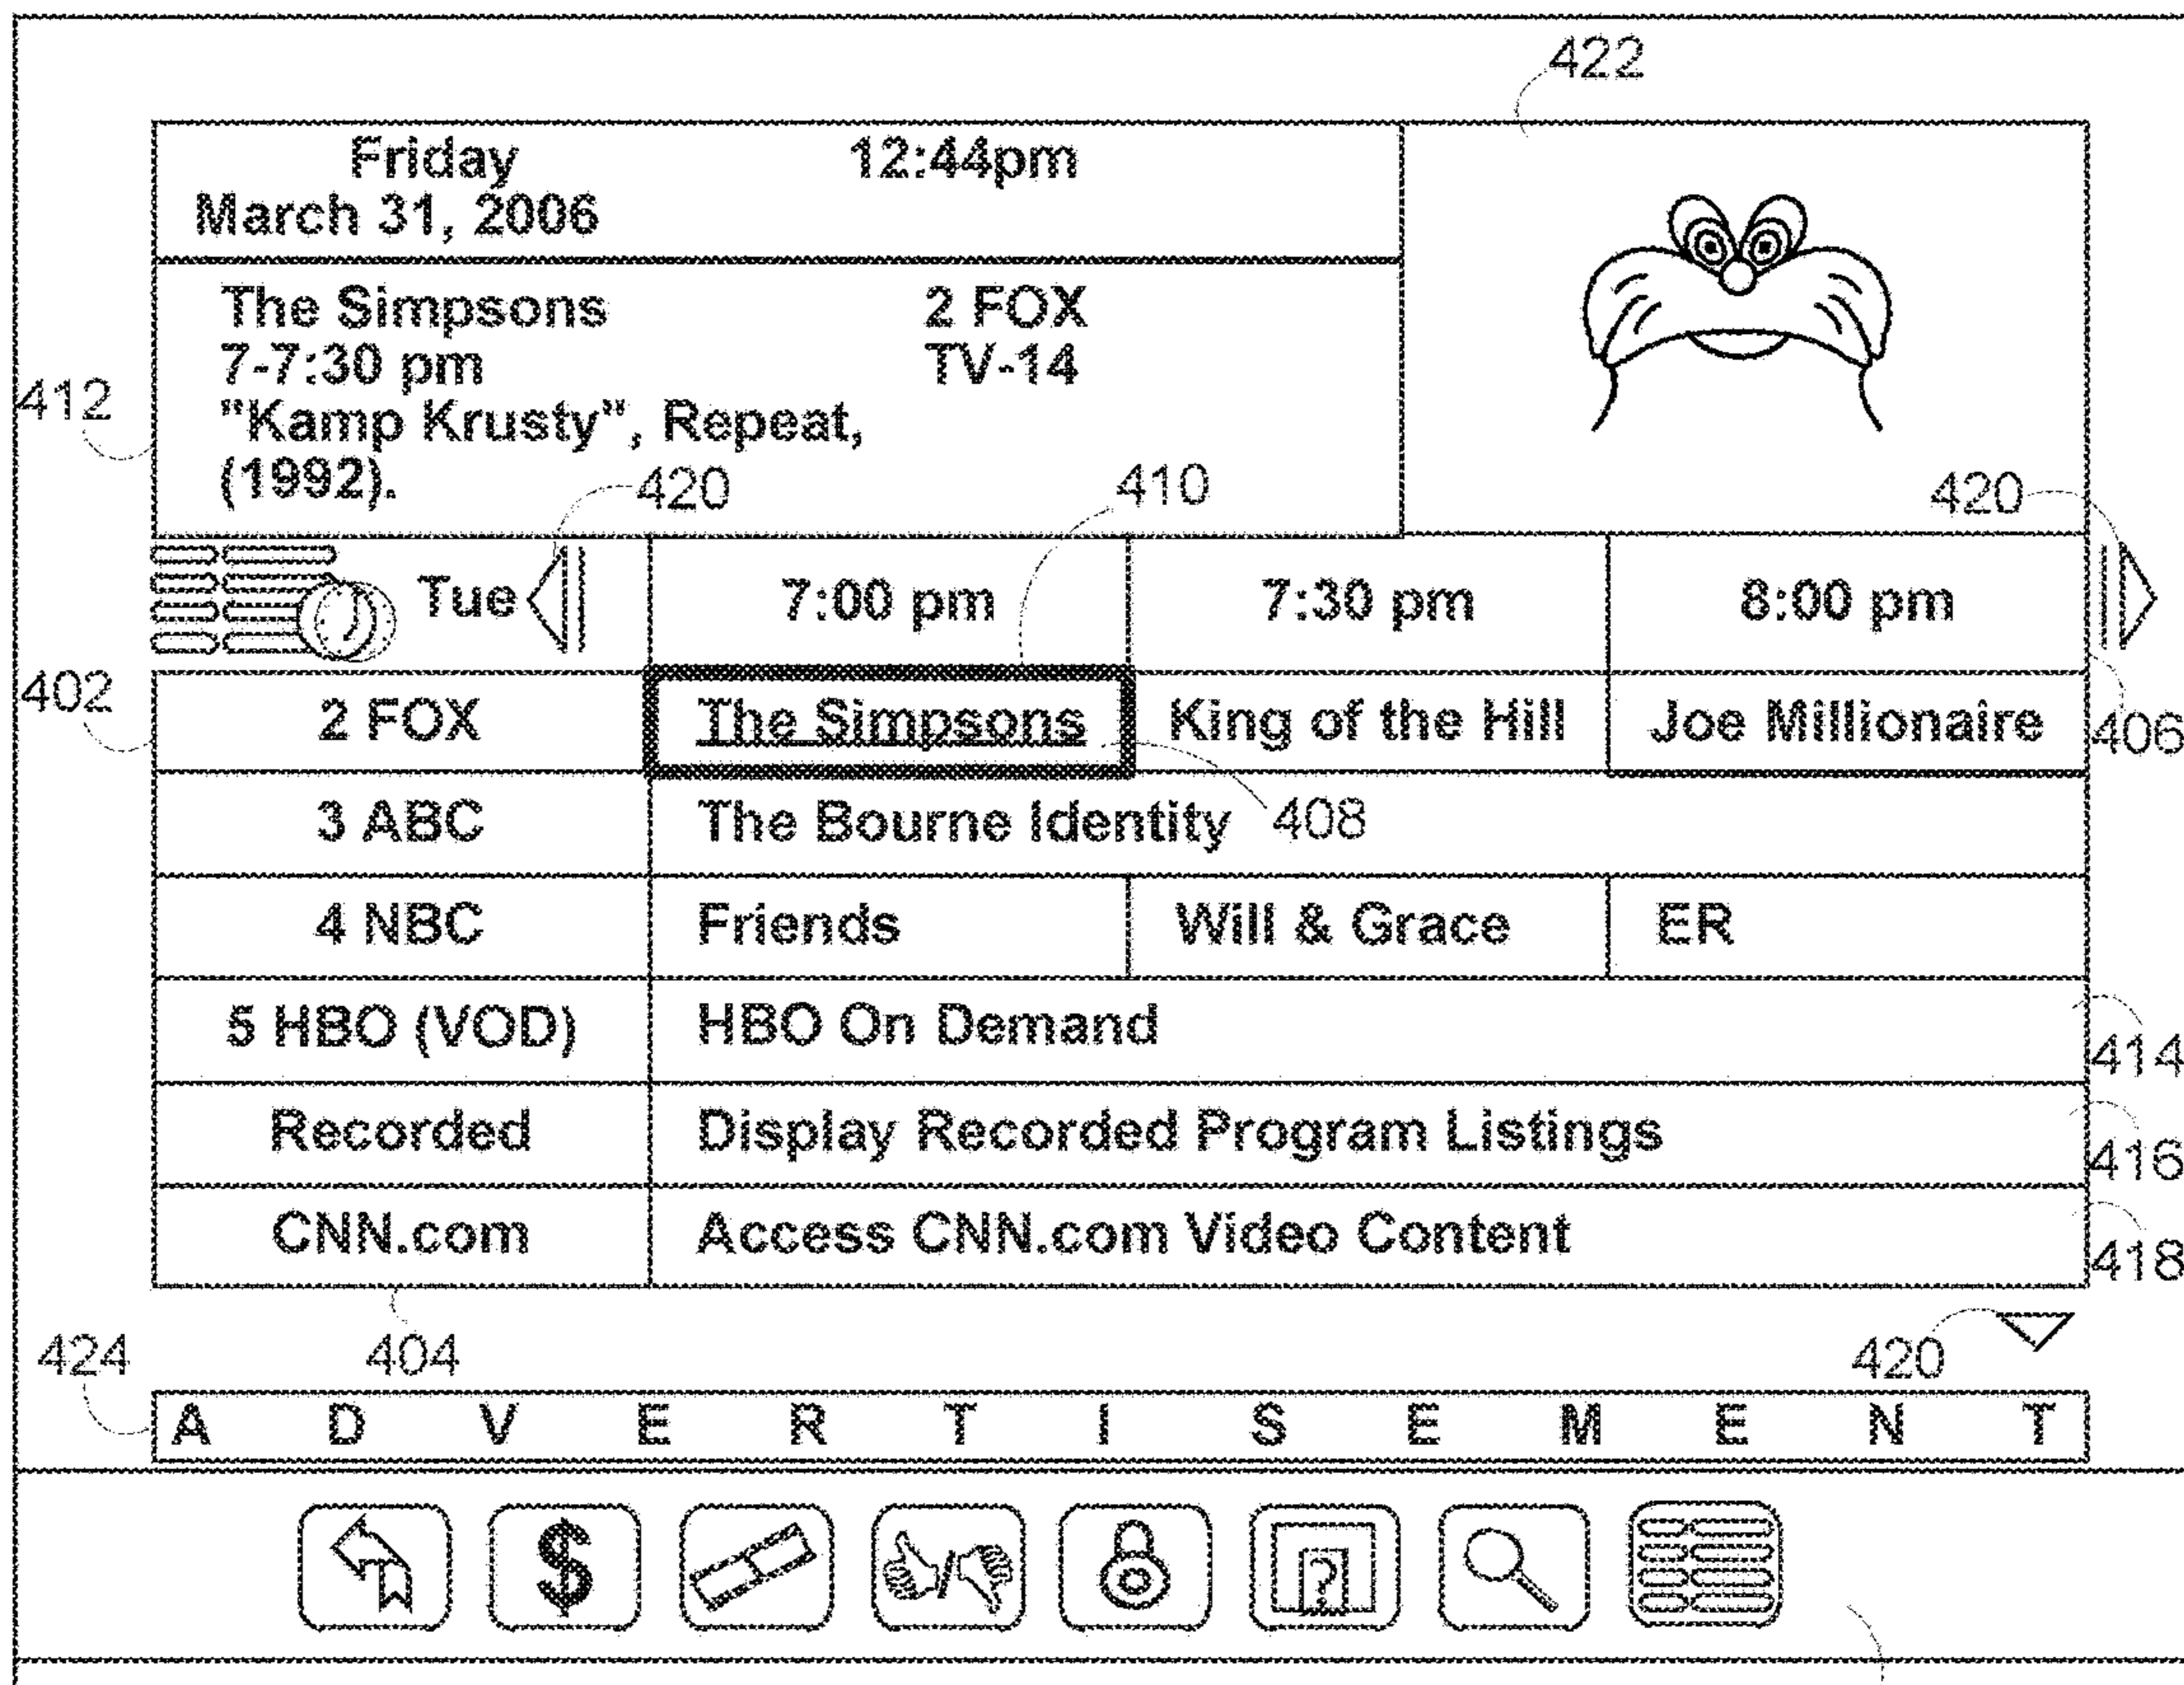 422
Friday 12:44pm
March 31, 2006
The Simpsons 2 FOX
7-7:30 pm TV-14
412
"Kamp Krusty", Repeat,
(1992).
420 410 420
Tue 7:00 pm 7:30 pm 8:00 pm
402
2 FOX The Simpsons King of the Hill Joe Millionaire
406
3 ABC The Bourne Identity 408
4 NBC Friends Will & Grace ER
5 HBO (VOD) HBO On Demand
414
Recorded Display Recorded Program Listings
416
CNN.com Access CNN.com Video Content
418
424 404 420
A D V E R T I S E M E N T
$ ?